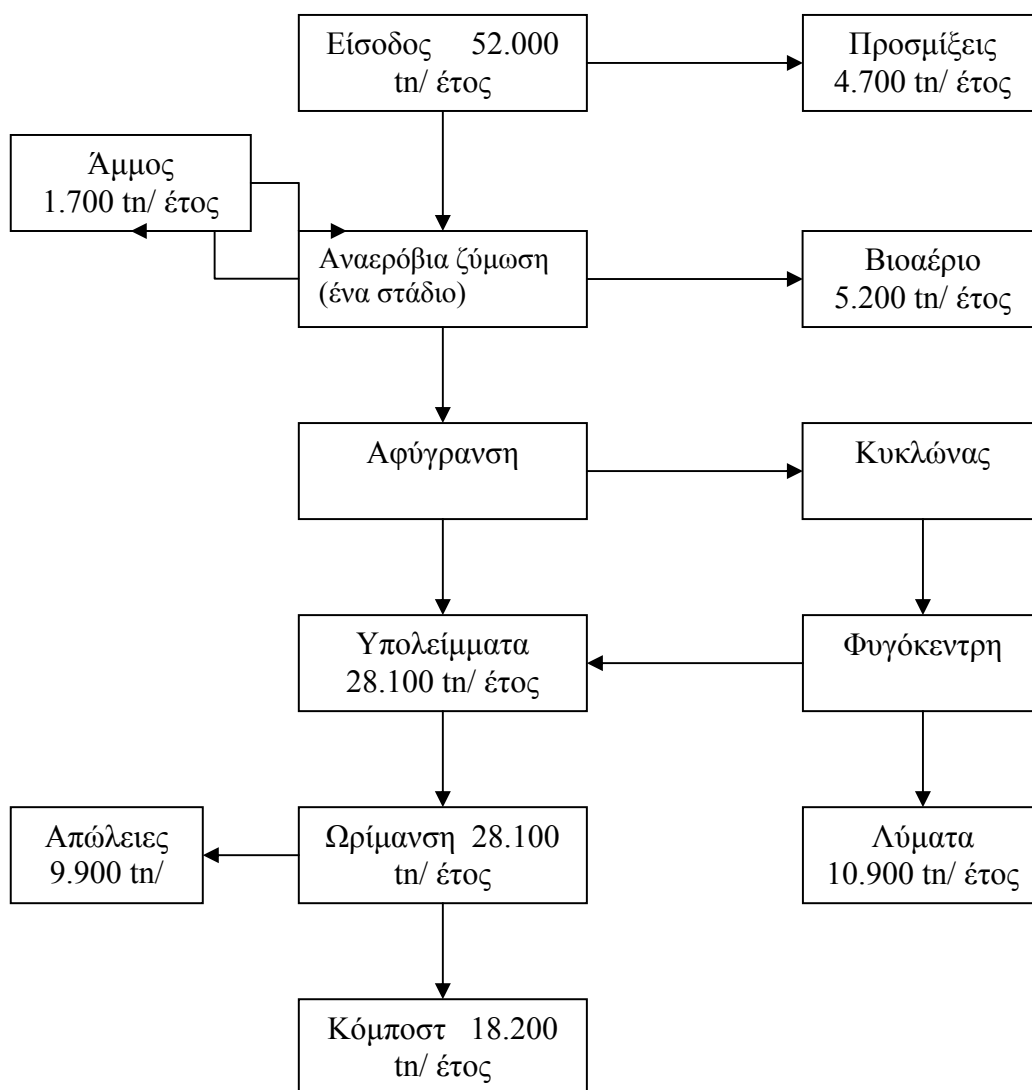 Είσοδος 52.000
tn/ έτος
Προσμίξεις
4.700 tn/ έτος
Άμμος
1.700 tn/ έτος
Αναερόβια ζύμωση
(ένα στάδιο)
Βιοαέριο
5.200 tn/ έτος
Αφύγρανση
Κυκλώνας
Υπολείμματα
28.100 tn/ έτος
Φυγόκεντρη
Απώλειες
9.900 tn/
Ωρίμανση 28.100
tn/ έτος
Λύματα
10.900 tn/ έτος
Κόμποστ 18.200
tn/ έτος